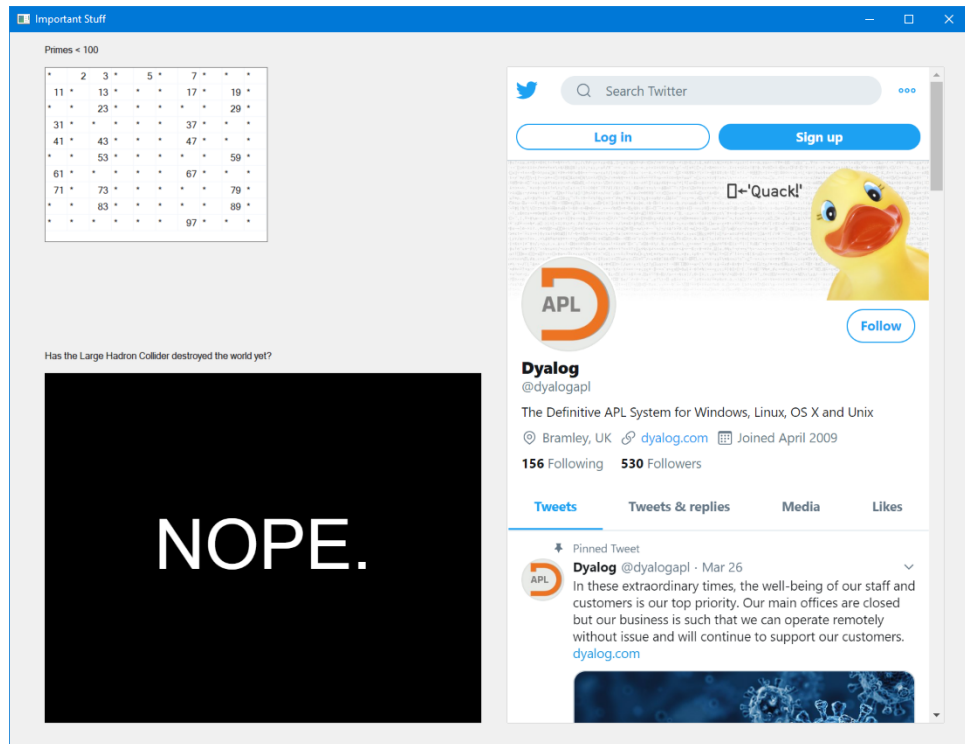 Important Stuff
Primes < 100
* 2 3 * 5 * 7 * * *
11 * 13 * * * 17 * 19 *
* * 23 * * * * * 29 *
31 * * * * * 37 * * *
41 * 43 * * * 47 * * *
* * 53 * * * * * 59 *
61 * * * * * 67 * * *
71 * 73 * * * * * 79 *
* * 83 * * * * * 89 *
* * * * * * 97 * * *
Has the Large Hadron Collider destroyed the world yet?
NOPE.
Search Twitter
Log in
Sign up
⎕←'Quack!'
APL
Follow
Dyalog
@dyalogapl
The Definitive APL System for Windows, Linux, OS X and Unix
Bramley, UK dyalog.com Joined April 2009
156 Following 530 Followers
Tweets Tweets & replies Media Likes
Pinned Tweet
APL
Dyalog @dyalogapl · Mar 26
In these extraordinary times, the well-being of our staff and
customers is our top priority. Our main offices are closed
but our business is such that we can operate remotely
without issue and will continue to support our customers.
dyalog.com